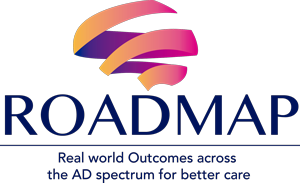 ROADMAP
Real world Outcomes across
the AD spectrum for better care